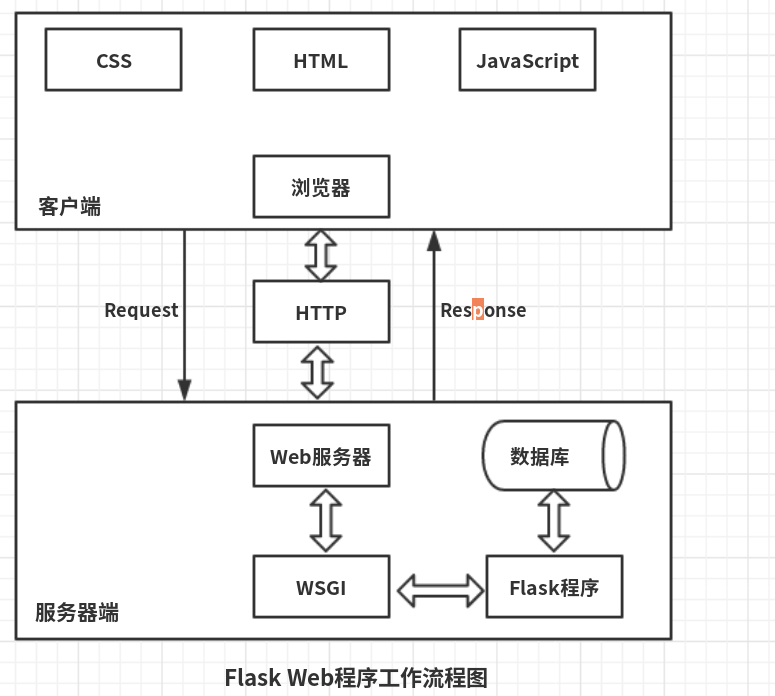 CSS
HTML
JavaScript
浏览器
客户端
Request
HTTP
Response
Web服务器
数据库
WSGI
Flask程序
服务器端
Flask Web程序工作流程图